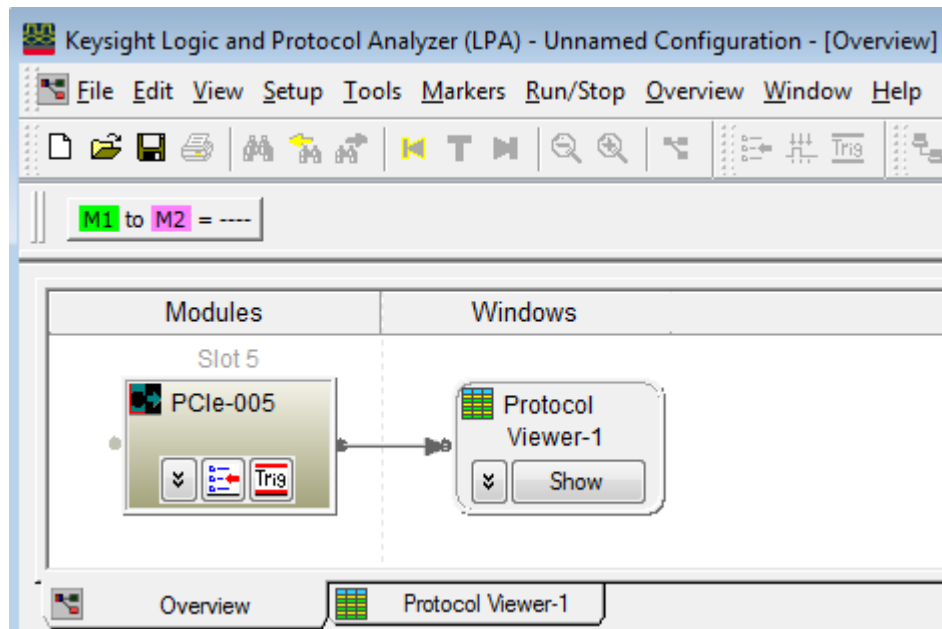 Keysight Logic and Protocol Analyzer (LPA) - Unnamed Configuration - [Overview]
File Edit View Setup Tools Markers Run/Stop Overview Window Help
T Trig
M1 to M2 = ----
Modules Windows
Slot 5
PCIe-005
Protocol
Viewer-1
Trig
Show
Overview Protocol Viewer-1